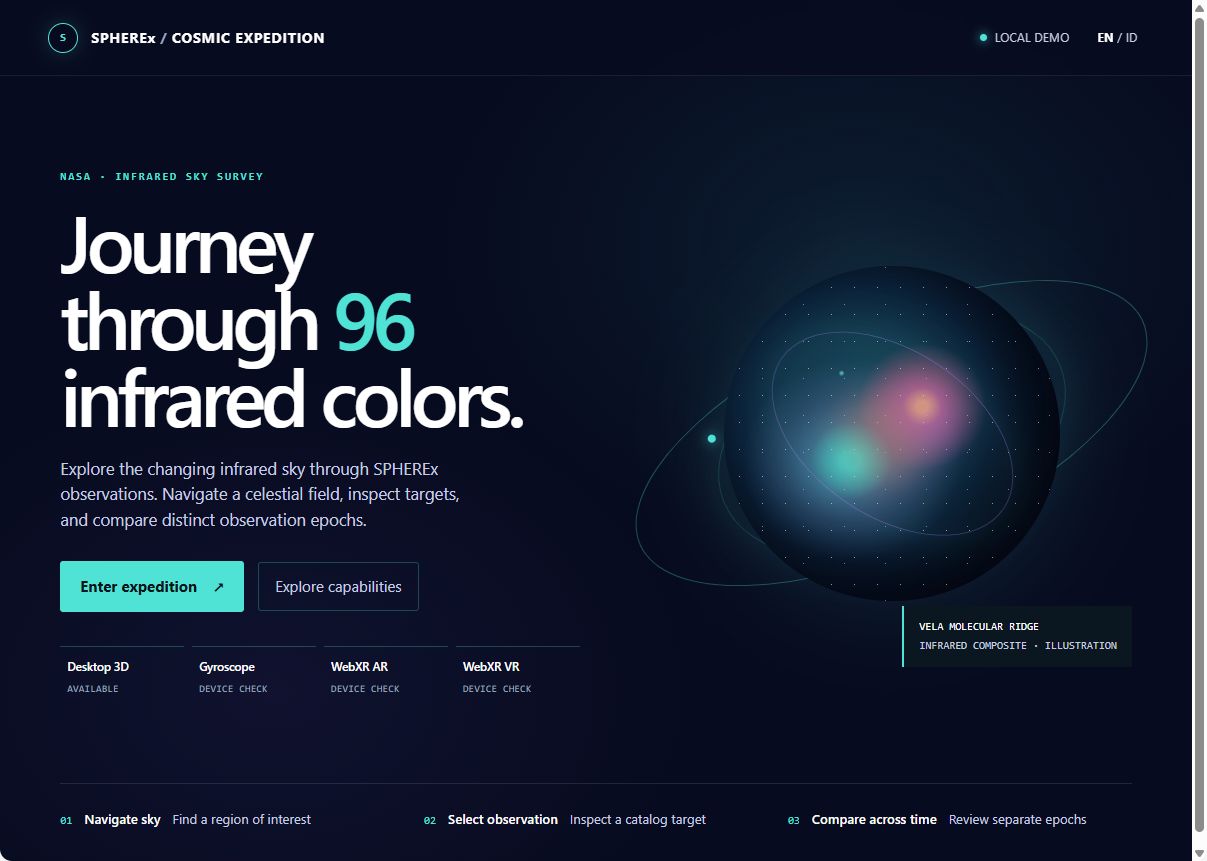 S
SPHEREx / COSMIC EXPEDITION
LOCAL DEMO
EN / ID
NASA · INFRARED SKY SURVEY
Journey
through 96
infrared colors.
Explore the changing infrared sky through SPHEREx
observations. Navigate a celestial field, inspect targets,
and compare distinct observation epochs.
Enter expedition ↗
Explore capabilities
Desktop 3D
AVAILABLE
Gyroscope
DEVICE CHECK
WebXR AR
DEVICE CHECK
WebXR VR
DEVICE CHECK
VELA MOLECULAR RIDGE
INFRARED COMPOSITE · ILLUSTRATION
01 Navigate sky Find a region of interest
02 Select observation Inspect a catalog target
03 Compare across time Review separate epochs